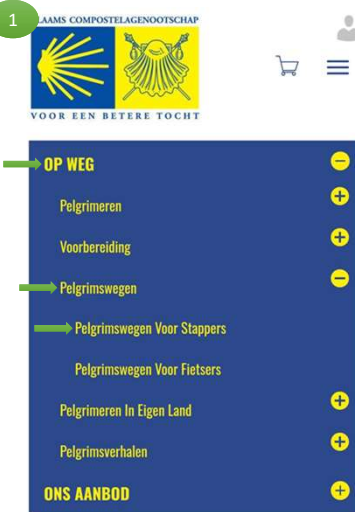 1
LAAMS COMPOSTELAGENOOTSCHAP
VOOR EEN BETERE TOCHT
OP WEG
Pelgrimeren
Voorbereiding
Pelgrimswegen
Pelgrimswegen Voor Stappers
Pelgrimswegen Voor Fietsers
Pelgrimeren In Eigen Land
Pelgrimsverhalen
ONS AANBOD